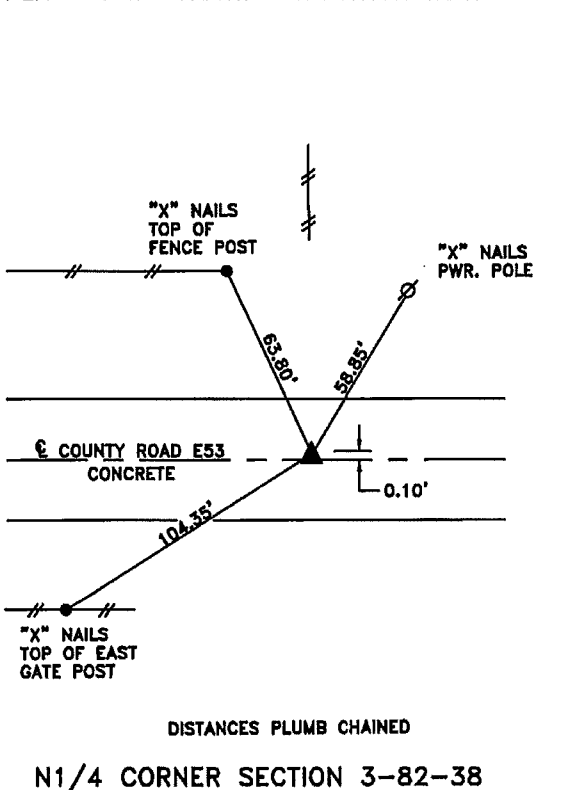 "X" NAILS
TOP OF
FENCE POST
"X" NAILS
PWR. POLE
63.80'
58.85'
℄ COUNTY ROAD E53
CONCRETE
0.10'
104.35'
"X" NAILS
TOP OF EAST
GATE POST
DISTANCES PLUMB CHAINED
N1/4 CORNER SECTION 3-82-38